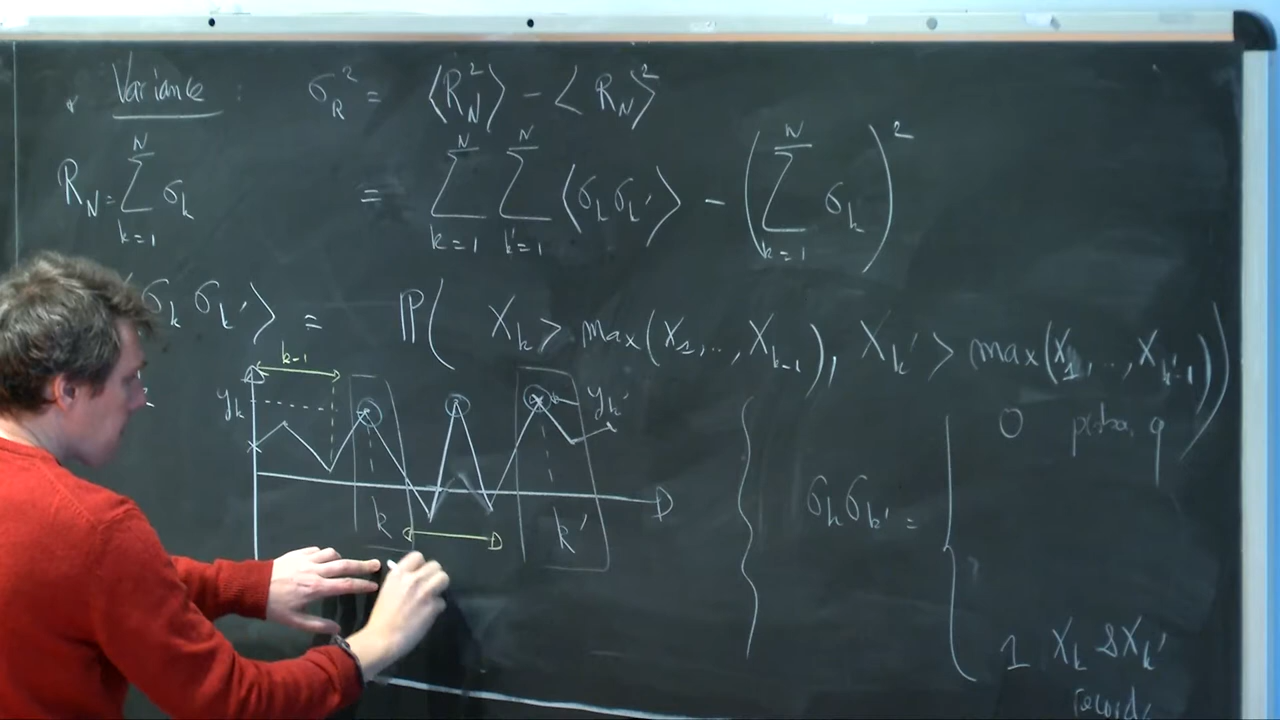 * Variance : σ_R² = ⟨R_N²⟩ - ⟨R_N⟩²
R_N = Σ_{k=1}^{N} σ_k = Σ_{k=1}^{N} Σ_{k'=1}^{N} ⟨σ_k σ_k'⟩ - (Σ_{k=1}^{N} σ_k)²
σ_k σ_k'⟩ = ℙ( X_k > max(X_1,..,X_{k-1}), X_k' > max(X_1,..,X_{k'-1}))
k-1
y_k
y_k'
k
k'
σ_k σ_k' = {
0 proba. q
1 X_k & X_k'
records